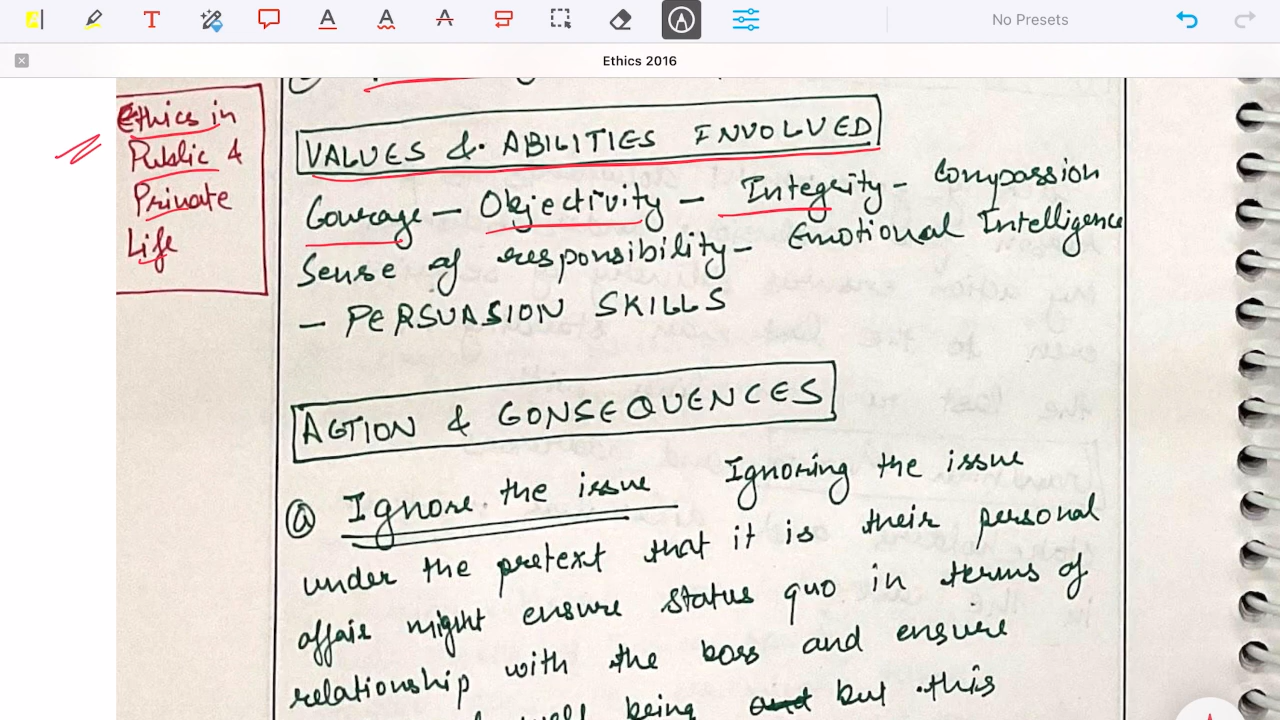 No Presets
Ethics 2016
Ethics in
Public &
Private
Life
VALUES & ABILITIES INVOLVED
Courage - Objectivity - Integrity - Compassion
Sense of responsibility - Emotional Intelligence
- PERSUASION SKILLS
ACTION & CONSEQUENCES
a Ignore the issue Ignoring the issue
under the pretext that it is their personal
affair might ensure status quo in terms of
relationship with the boss and ensure
being and but this